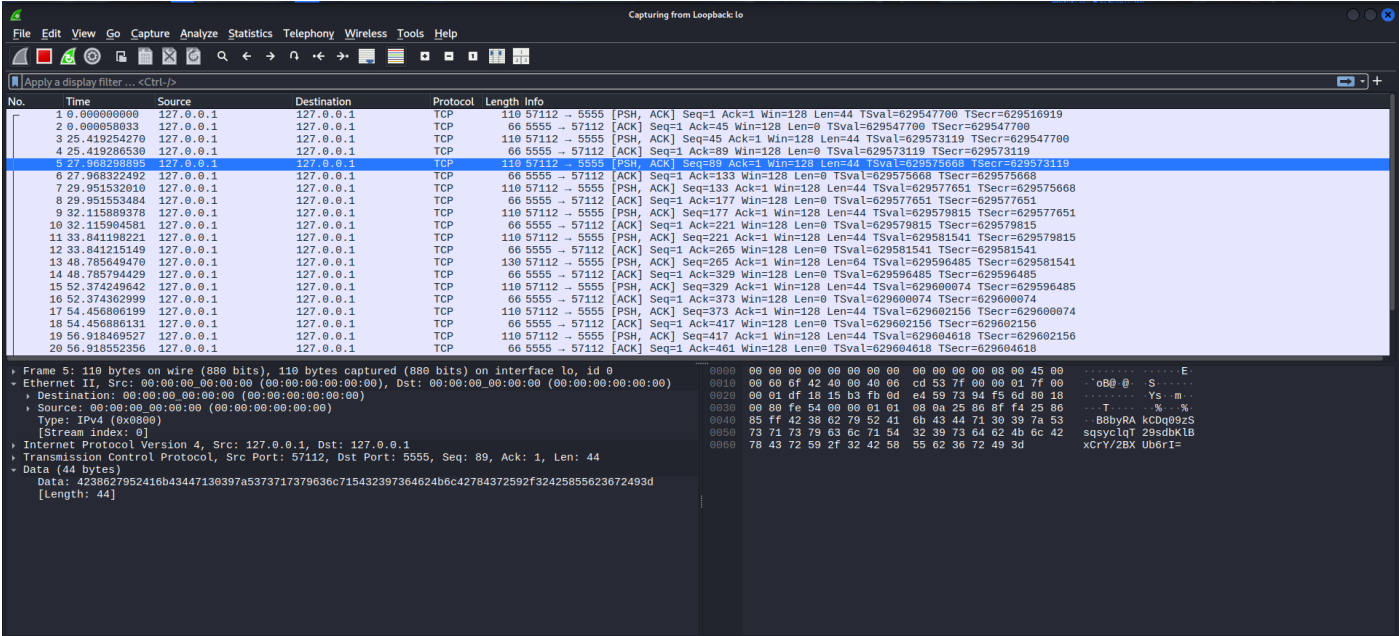 Capturing from Loopback: lo
File Edit View Go Capture Analyze Statistics Telephony Wireless Tools Help
Apply a display filter ... <Ctrl-/>
No. Time Source Destination Protocol Length Info
1 0.000000000 127.0.0.1 127.0.0.1 TCP 110 57112 → 5555 [PSH, ACK] Seq=1 Ack=1 Win=128 Len=44 TSval=629547700 TSecr=629516919
2 0.000058033 127.0.0.1 127.0.0.1 TCP 66 5555 → 57112 [ACK] Seq=1 Ack=45 Win=128 Len=0 TSval=629547700 TSecr=629547700
3 25.419254270 127.0.0.1 127.0.0.1 TCP 110 57112 → 5555 [PSH, ACK] Seq=45 Ack=1 Win=128 Len=44 TSval=629573119 TSecr=629547700
4 25.419286530 127.0.0.1 127.0.0.1 TCP 66 5555 → 57112 [ACK] Seq=1 Ack=89 Win=128 Len=0 TSval=629573119 TSecr=629573119
5 27.968298895 127.0.0.1 127.0.0.1 TCP 110 57112 → 5555 [PSH, ACK] Seq=89 Ack=1 Win=128 Len=44 TSval=629575668 TSecr=629573119
6 27.968322492 127.0.0.1 127.0.0.1 TCP 66 5555 → 57112 [ACK] Seq=1 Ack=133 Win=128 Len=0 TSval=629575668 TSecr=629575668
7 29.951532010 127.0.0.1 127.0.0.1 TCP 110 57112 → 5555 [PSH, ACK] Seq=133 Ack=1 Win=128 Len=44 TSval=629577651 TSecr=629575668
8 29.951553484 127.0.0.1 127.0.0.1 TCP 66 5555 → 57112 [ACK] Seq=1 Ack=177 Win=128 Len=0 TSval=629577651 TSecr=629577651
9 32.115889378 127.0.0.1 127.0.0.1 TCP 110 57112 → 5555 [PSH, ACK] Seq=177 Ack=1 Win=128 Len=44 TSval=629579815 TSecr=629577651
10 32.115904581 127.0.0.1 127.0.0.1 TCP 66 5555 → 57112 [ACK] Seq=1 Ack=221 Win=128 Len=0 TSval=629579815 TSecr=629579815
11 33.841198221 127.0.0.1 127.0.0.1 TCP 110 57112 → 5555 [PSH, ACK] Seq=221 Ack=1 Win=128 Len=44 TSval=629581541 TSecr=629579815
12 33.841215149 127.0.0.1 127.0.0.1 TCP 66 5555 → 57112 [ACK] Seq=1 Ack=265 Win=128 Len=0 TSval=629581541 TSecr=629581541
13 48.785649470 127.0.0.1 127.0.0.1 TCP 130 57112 → 5555 [PSH, ACK] Seq=265 Ack=1 Win=128 Len=64 TSval=629596485 TSecr=629581541
14 48.785794429 127.0.0.1 127.0.0.1 TCP 66 5555 → 57112 [ACK] Seq=1 Ack=329 Win=128 Len=0 TSval=629596485 TSecr=629596485
15 52.374249642 127.0.0.1 127.0.0.1 TCP 110 57112 → 5555 [PSH, ACK] Seq=329 Ack=1 Win=128 Len=44 TSval=629600074 TSecr=629596485
16 52.374362999 127.0.0.1 127.0.0.1 TCP 66 5555 → 57112 [ACK] Seq=1 Ack=373 Win=128 Len=0 TSval=629600074 TSecr=629600074
17 54.456806199 127.0.0.1 127.0.0.1 TCP 110 57112 → 5555 [PSH, ACK] Seq=373 Ack=1 Win=128 Len=44 TSval=629602156 TSecr=629600074
18 54.456886131 127.0.0.1 127.0.0.1 TCP 66 5555 → 57112 [ACK] Seq=1 Ack=417 Win=128 Len=0 TSval=629602156 TSecr=629602156
19 56.918469527 127.0.0.1 127.0.0.1 TCP 110 57112 → 5555 [PSH, ACK] Seq=417 Ack=1 Win=128 Len=44 TSval=629604618 TSecr=629602156
20 56.918552356 127.0.0.1 127.0.0.1 TCP 66 5555 → 57112 [ACK] Seq=1 Ack=461 Win=128 Len=0 TSval=629604618 TSecr=629604618
Frame 5: 110 bytes on wire (880 bits), 110 bytes captured (880 bits) on interface lo, id 0
Ethernet II, Src: 00:00:00_00:00:00 (00:00:00:00:00:00), Dst: 00:00:00_00:00:00 (00:00:00:00:00:00)
Destination: 00:00:00_00:00:00 (00:00:00:00:00:00)
Source: 00:00:00_00:00:00 (00:00:00:00:00:00)
Type: IPv4 (0x0800)
[Stream index: 0]
Internet Protocol Version 4, Src: 127.0.0.1, Dst: 127.0.0.1
Transmission Control Protocol, Src Port: 57112, Dst Port: 5555, Seq: 89, Ack: 1, Len: 44
Data (44 bytes)
Data: 4238627952416b43447130397a5373717379636c715432397364624b6c42784372592f32425855623672493d
[Length: 44]
0000 00 00 00 00 00 00 00 00 00 00 00 00 08 00 45 00 ········ ······E·
0010 00 60 6f 42 40 00 40 06 cd 53 7f 00 00 01 7f 00 ·`oB@·@· ·S······
0020 00 01 df 18 15 b3 fb 0d e4 59 73 94 f5 6d 80 18 ········ ·Ys··m··
0030 00 80 fe 54 00 00 01 01 08 0a 25 86 8f f4 25 86 ···T···· ··%···%·
0040 85 ff 42 38 62 79 52 41 6b 43 44 71 30 39 7a 53 ··B8byRA kCDq09zS
0050 73 71 73 79 63 6c 71 54 32 39 73 64 62 4b 6c 42 sqsyclqT 29sdbKlB
0060 78 43 72 59 2f 32 42 58 55 62 36 72 49 3d xCrY/2BX Ub6rI=